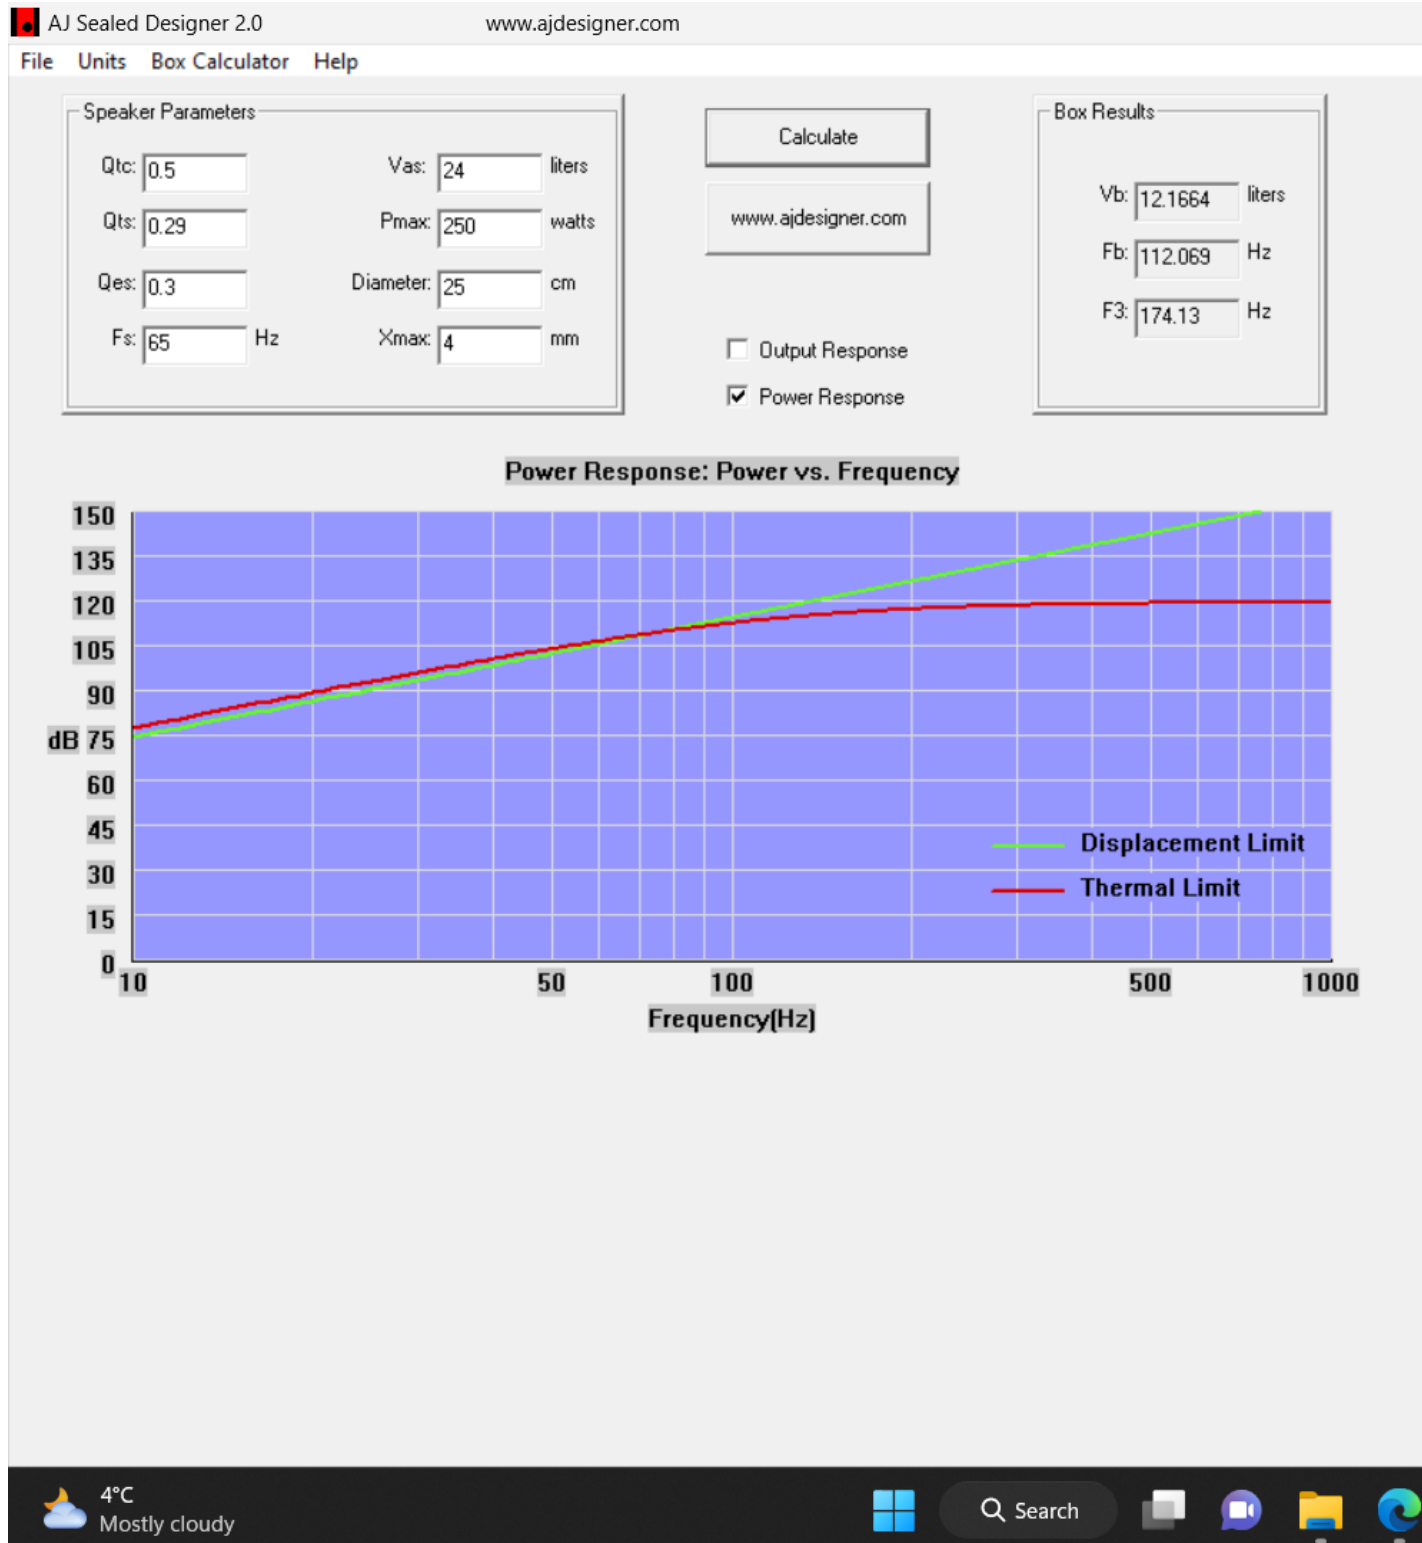 AJ Sealed Designer 2.0 www.ajdesigner.com
File Units Box Calculator Help
Speaker Parameters
Qtc: 0.5 Vas: 24 liters
Qts: 0.29 Pmax: 250 watts
Qes: 0.3 Diameter: 25 cm
Fs: 65 Hz Xmax: 4 mm
Calculate
www.ajdesigner.com
Output Response
Power Response
Box Results
Vb: 12.1664 liters
Fb: 112.069 Hz
F3: 174.13 Hz
Power Response: Power vs. Frequency
150
135
120
105
90
dB 75
60
45
30
15
0
Displacement Limit
Thermal Limit
10 50 100 500 1000
Frequency(Hz)
4°C
Mostly cloudy
Search